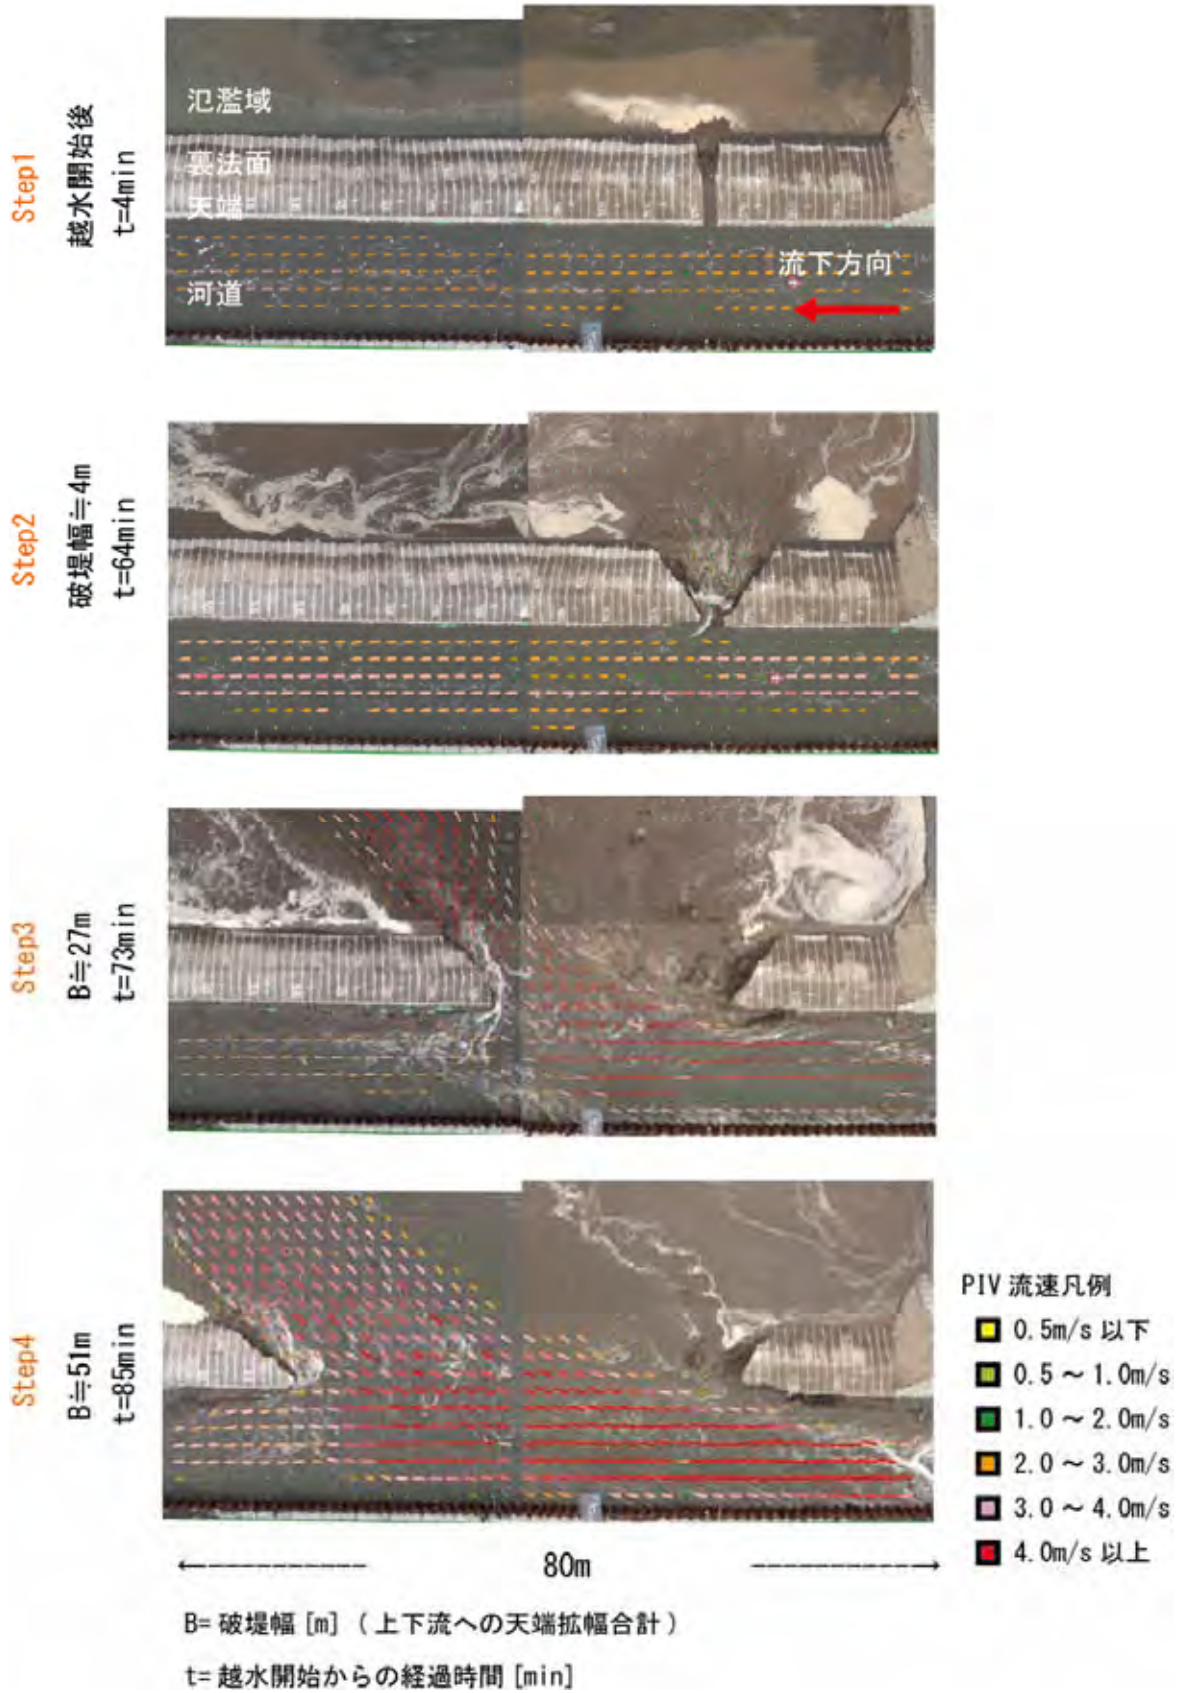 Step1
越水開始後
t=4min
氾濫域
裏法面
天端
河道
流下方向
Step2
破堤幅≒4m
t=64min
Step3
B≒27m
t=73min
Step4
B≒51m
t=85min
PIV 流速凡例
0.5m/s 以下
0.5 ～ 1.0m/s
1.0 ～ 2.0m/s
2.0 ～ 3.0m/s
3.0 ～ 4.0m/s
4.0m/s 以上
80m
B= 破堤幅 [m] ( 上下流への天端拡幅合計 )
t= 越水開始からの経過時間 [min]